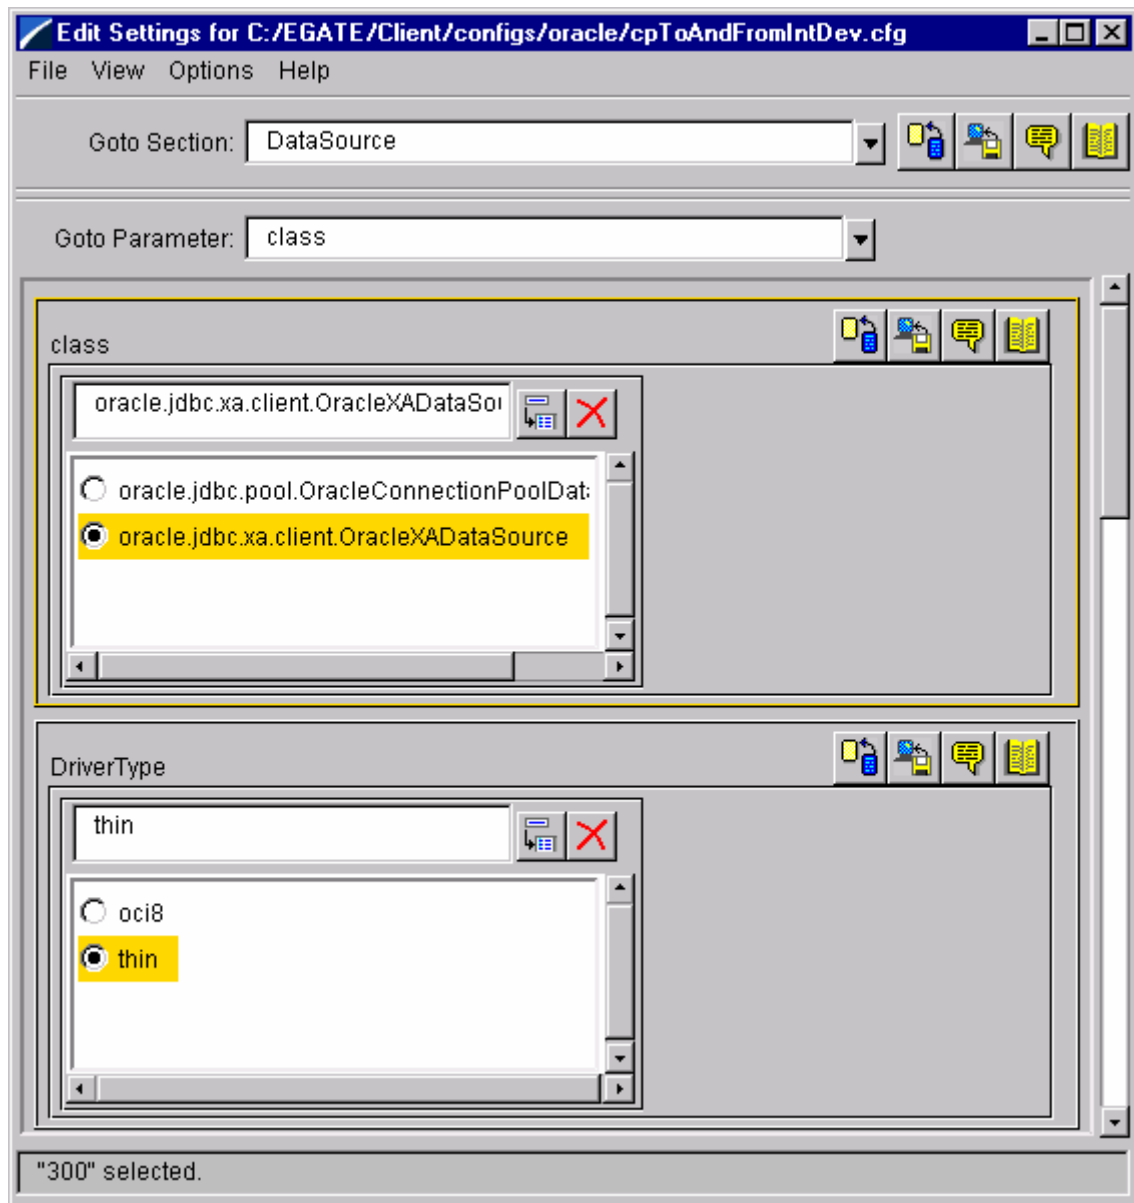 Edit Settings for C:/EGATE/Client/configs/oracle/cpToAndFromIntDev.cfg
File View Options Help
Goto Section: DataSource
Goto Parameter: class
class
oracle.jdbc.xa.client.OracleXADataSou
oracle.jdbc.pool.OracleConnectionPoolData
oracle.jdbc.xa.client.OracleXADataSource
DriverType
thin
oci8
thin
"300" selected.